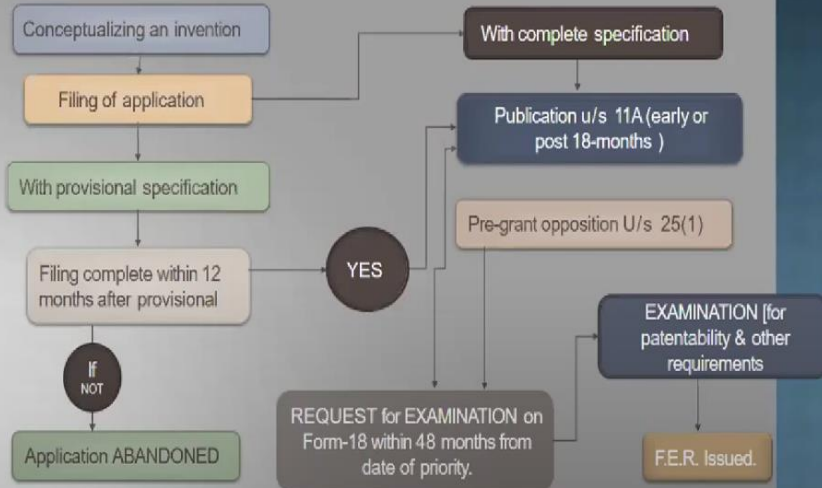 Conceptualizing an invention
With complete specification
Filing of application
Publication u/s 11A (early or
post 18-months )
With provisional specification
Pre-grant opposition U/s 25(1)
Filing complete within 12
months after provisional
YES
EXAMINATION [for
patentability & other
requirements
If
NOT
REQUEST for EXAMINATION on
Form-18 within 48 months from
date of priority.
Application ABANDONED
F.E.R. Issued.